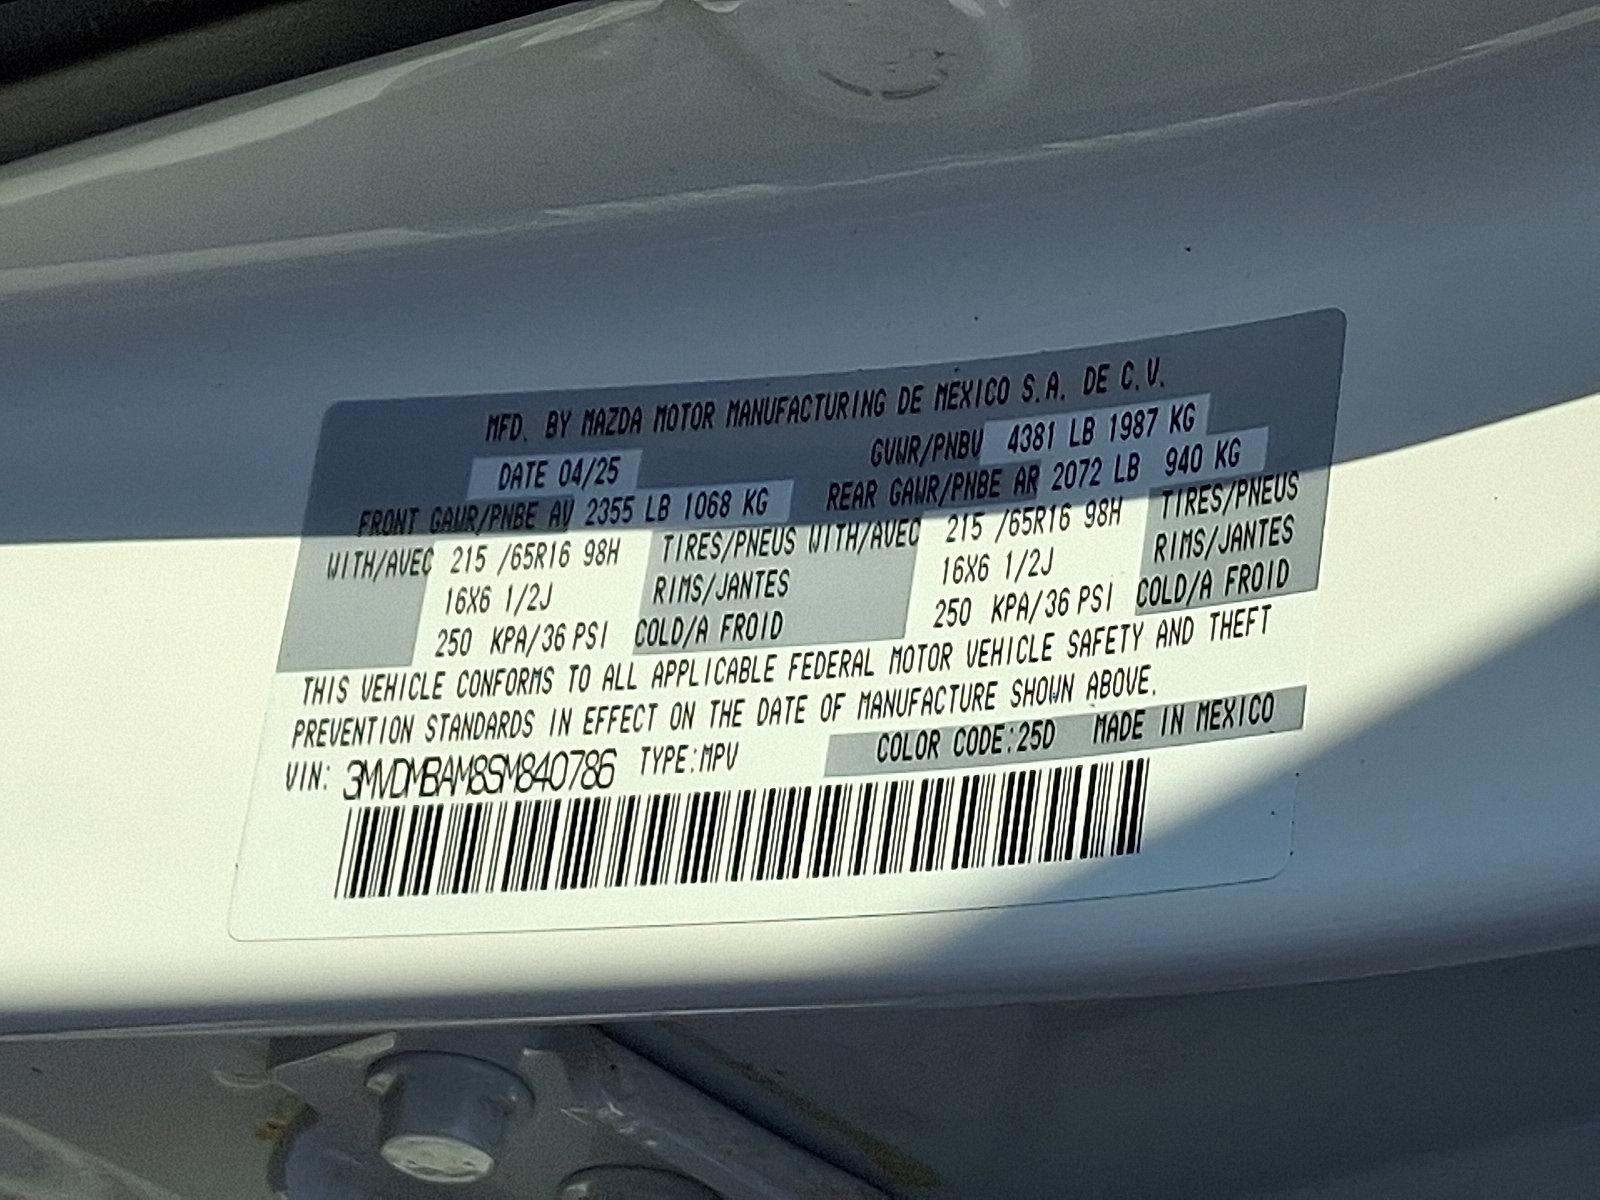 MFD. BY MAZDA MOTOR MANUFACTURING DE MEXICO S.A. DE C.V.
DATE 04/25 GVWR/PNBV 4381 LB 1987 KG
FRONT GAWR/PNBE AV 2355 LB 1068 KG REAR GAWR/PNBE AR 2072 LB 940 KG
WITH/AVEC 215 /65R16 98H TIRES/PNEUS WITH/AVEC 215 /65R16 98H TIRES/PNEUS
16X6 1/2J RIMS/JANTES 16X6 1/2J RIMS/JANTES
250 KPA/36 PSI COLD/A FROID 250 KPA/36 PSI COLD/A FROID
THIS VEHICLE CONFORMS TO ALL APPLICABLE FEDERAL MOTOR VEHICLE SAFETY AND THEFT
PREVENTION STANDARDS IN EFFECT ON THE DATE OF MANUFACTURE SHOWN ABOVE.
VIN: 3MVDMBAM8SM840786 TYPE:MPV COLOR CODE:25D MADE IN MEXICO